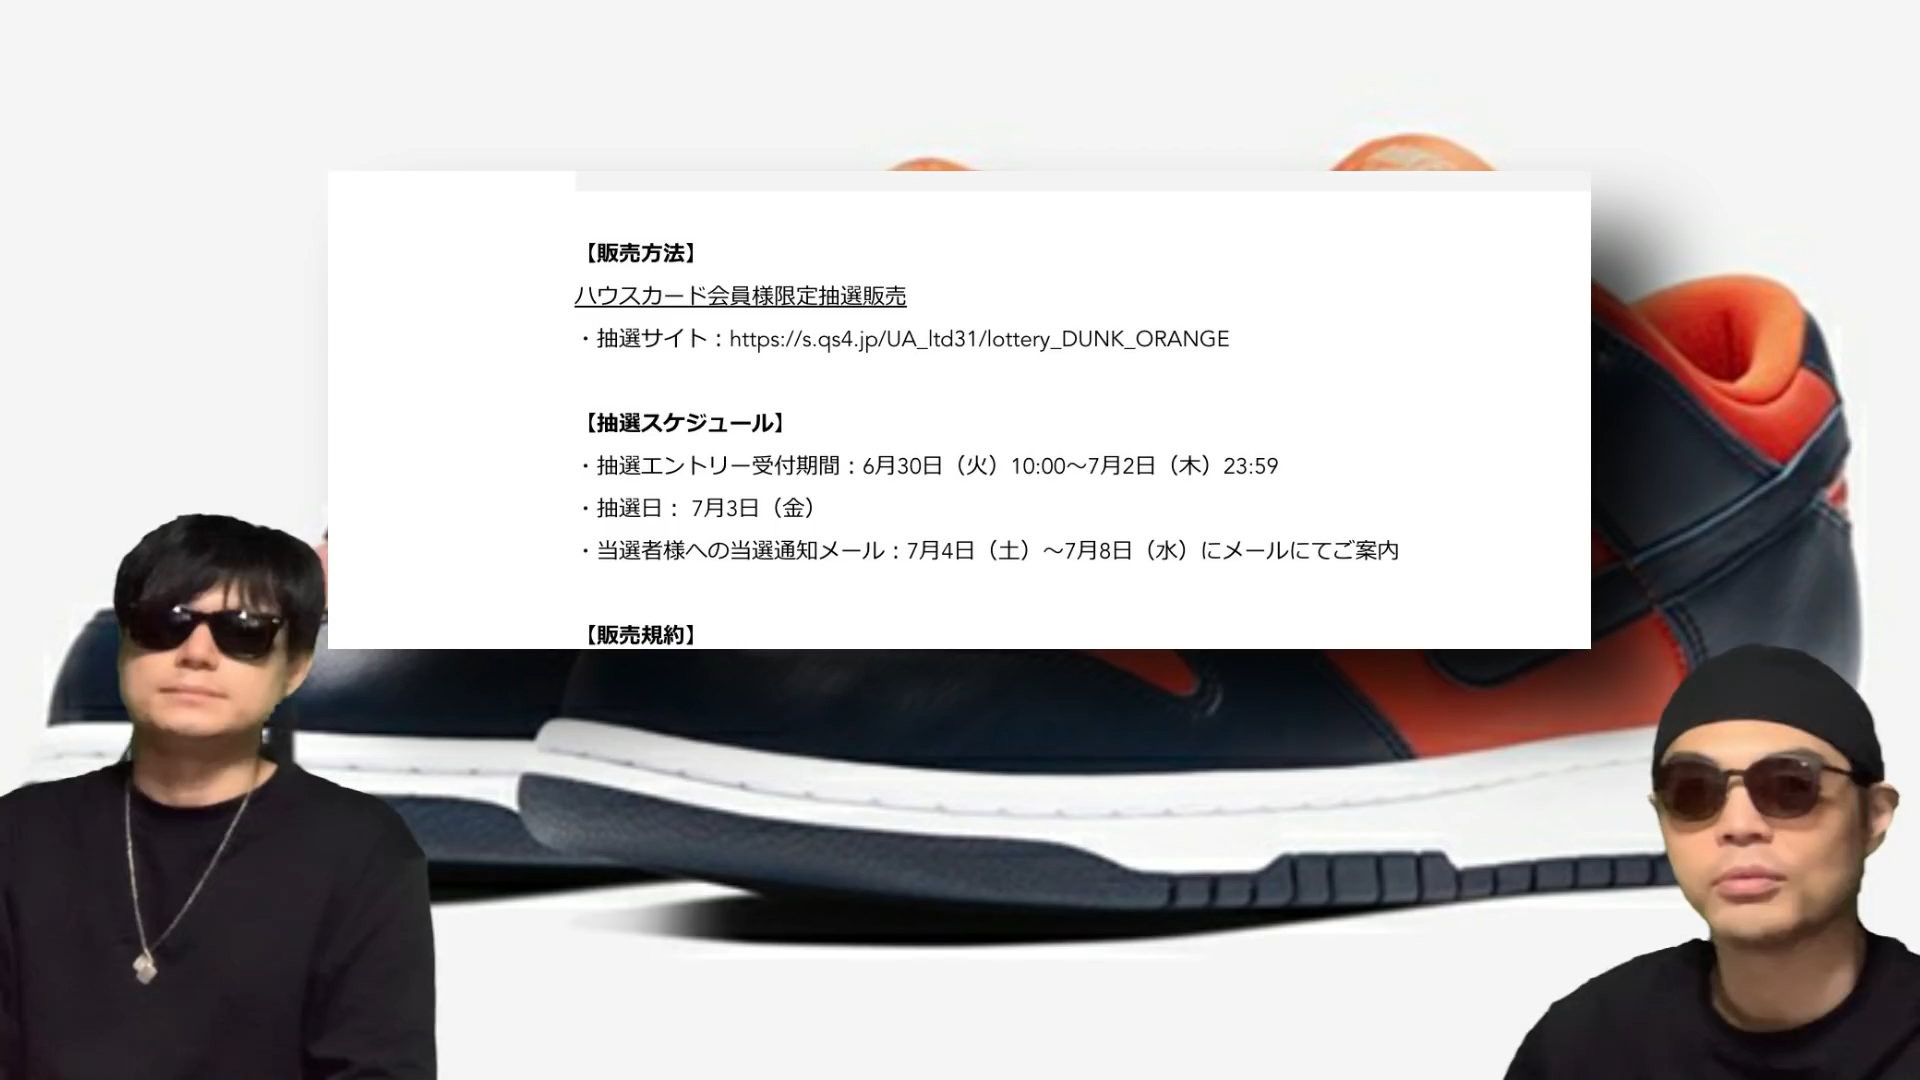 【販売方法】
ハウスカード会員様限定抽選販売
・抽選サイト：https://s.qs4.jp/UA_ltd31/lottery_DUNK_ORANGE
【抽選スケジュール】
・抽選エントリー受付期間：6月30日（火）10:00〜7月2日（木）23:59
・抽選日： 7月3日（金）
・当選者様への当選通知メール：7月4日（土）〜7月8日（水）にメールにてご案内
【販売規約】